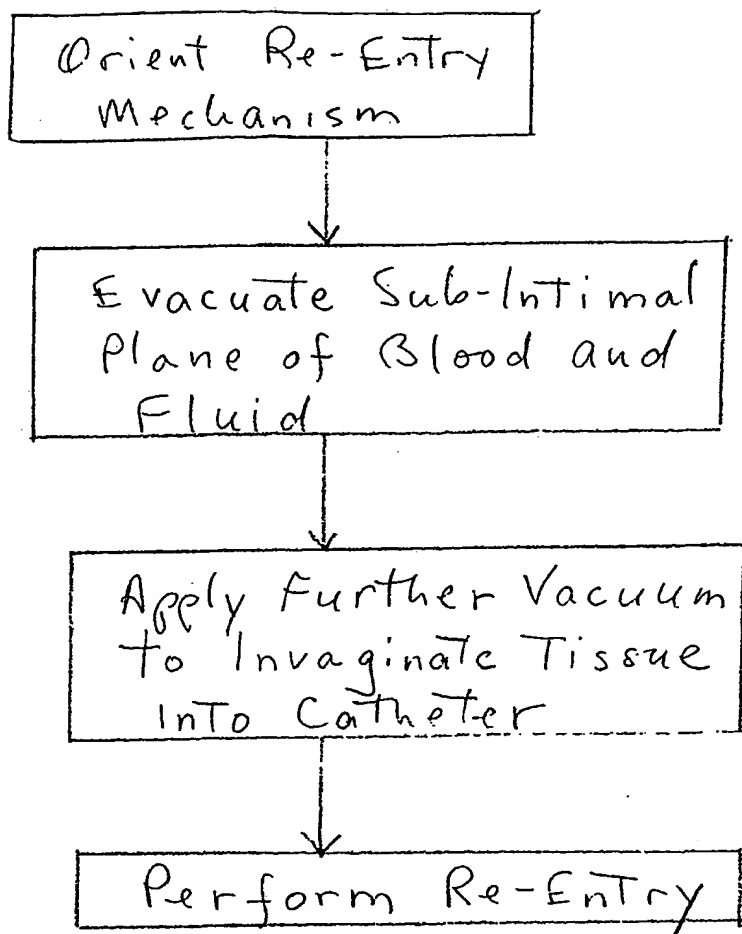 Orient Re-Entry
Mechanism
Evacuate Sub-Intimal
Plane of Blood and
Fluid
Apply Further Vacuum
to Invaginate Tissue
Into Catheter
Perform Re-Entry